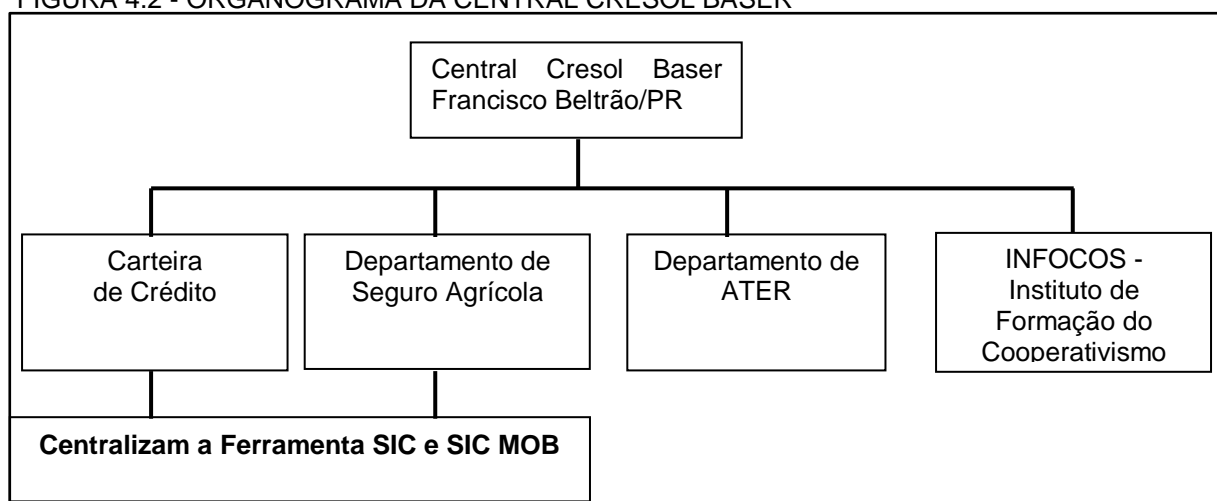 FIGURA 4.2 - ORGANOGRAMA DA CENTRAL CRESOL BASER
Central Cresol Baser
Francisco Beltrão/PR
Carteira
de Crédito
Departamento de
Seguro Agrícola
Departamento de
ATER
INFOCOS -
Instituto de
Formação do
Cooperativismo
Centralizam a Ferramenta SIC e SIC MOB